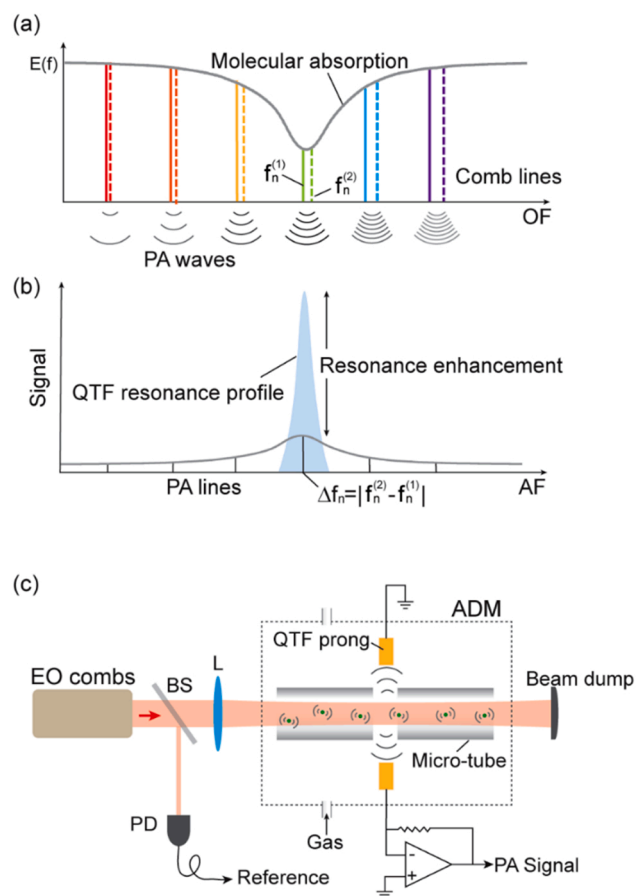 (a)
E(f)
Molecular absorption
fₙ⁽¹⁾
fₙ⁽²⁾
Comb lines
OF
PA waves
(b)
Signal
QTF resonance profile
Resonance enhancement
PA lines
Δfₙ=|fₙ⁽²⁾-fₙ⁽¹⁾|
AF
(c)
ADM
QTF prong
EO combs
BS
L
Beam dump
Micro-tube
PD
Gas
Reference
-
+
PA Signal